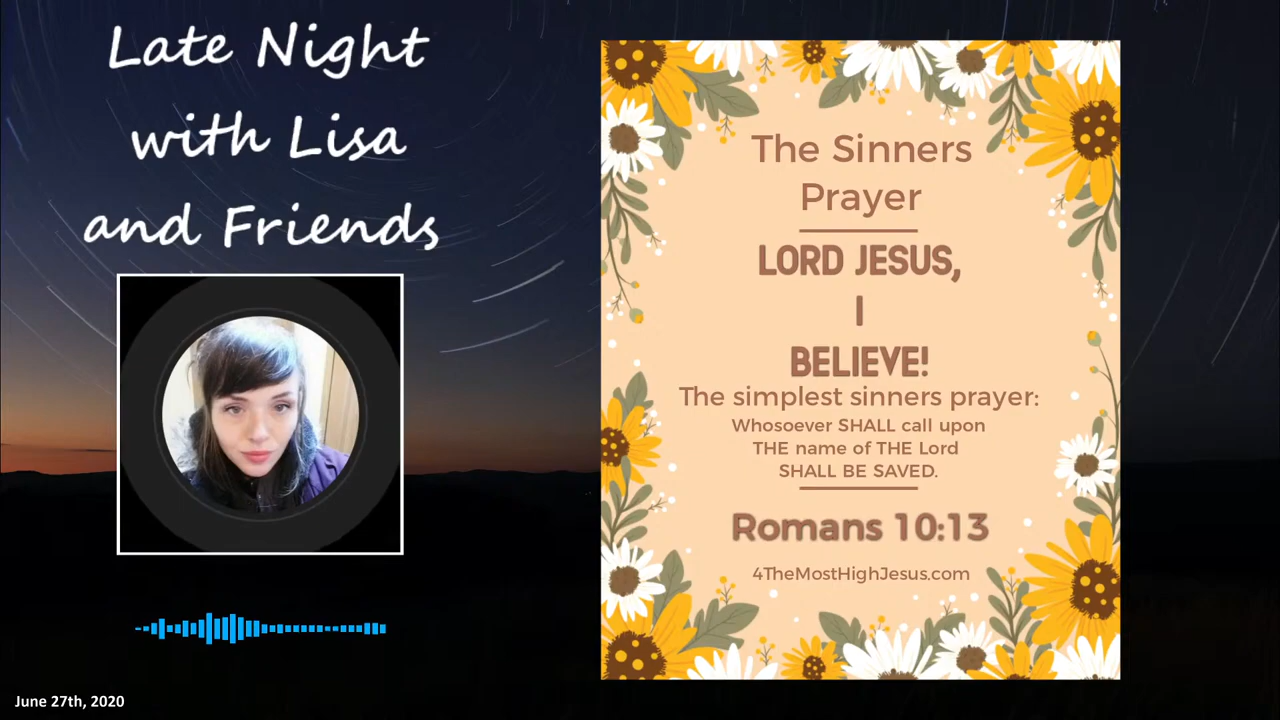 Late Night
with Lisa
and Friends
June 27th, 2020
The Sinners
Prayer
LORD JESUS,
I
BELIEVE!
The simplest sinners prayer:
Whosoever SHALL call upon
THE name of THE Lord
SHALL BE SAVED.
Romans 10:13
4TheMostHighJesus.com